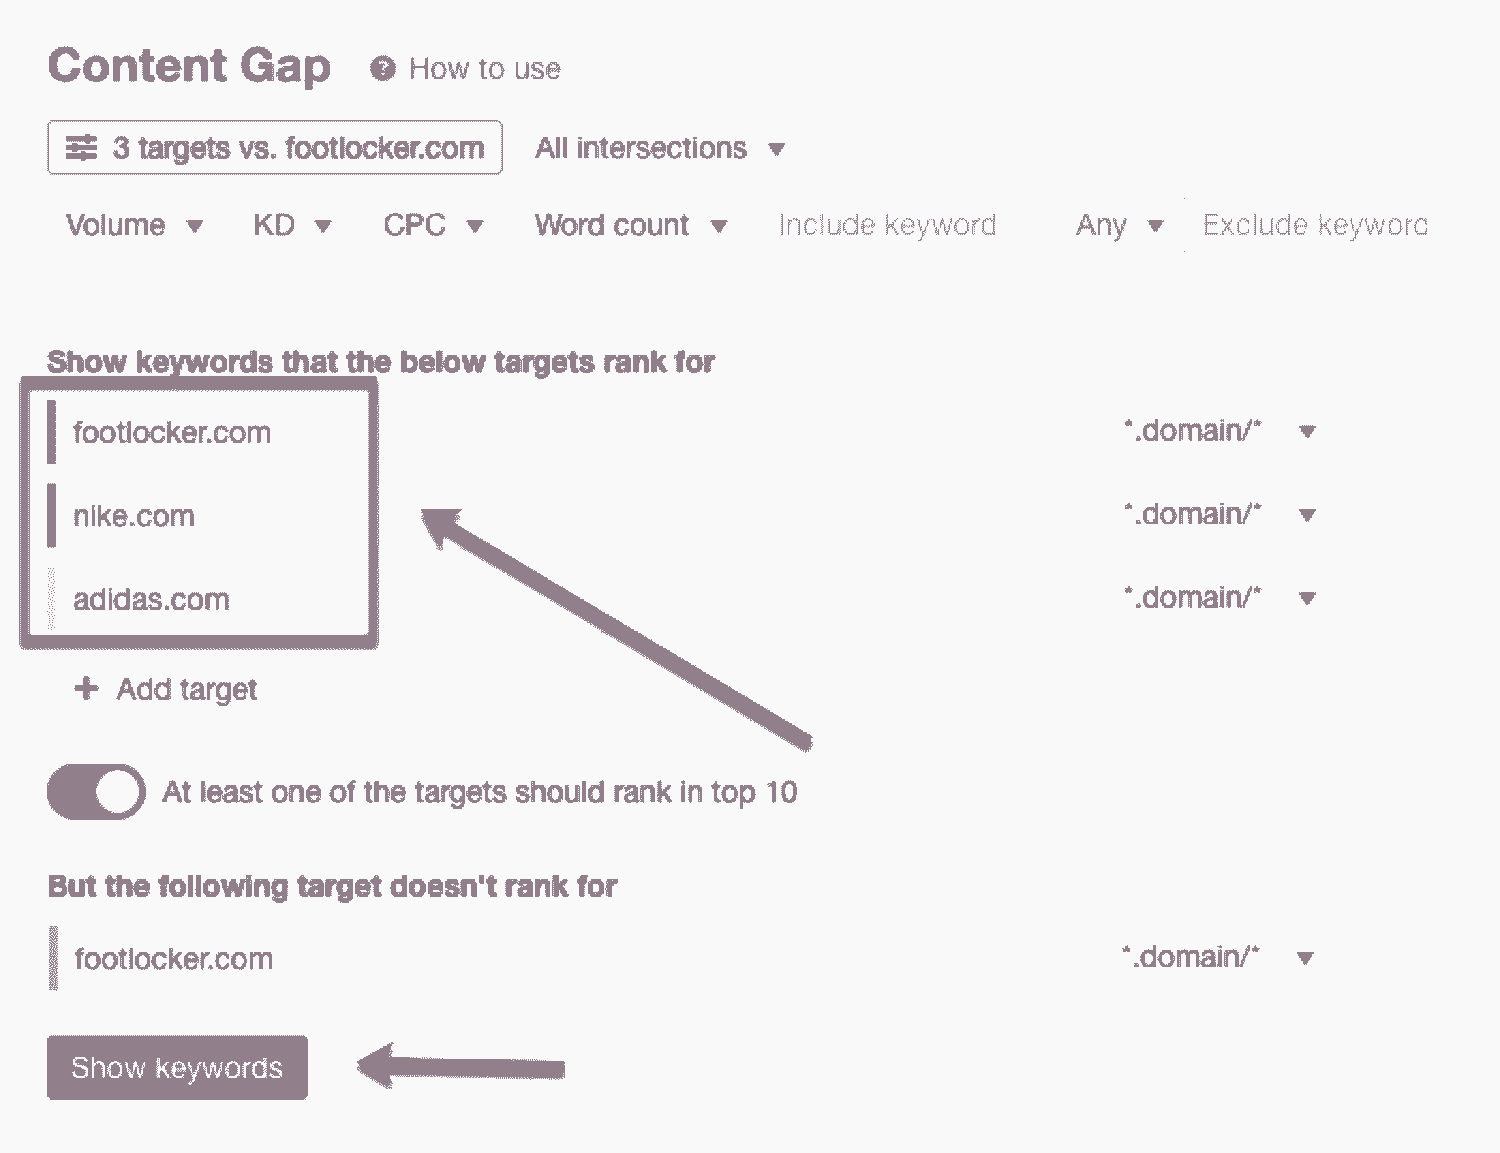 Content Gap ? How to use
3 targets vs. footlocker.com All intersections
Volume KD CPC Word count Include keyword Any Exclude keyword
Show keywords that the below targets rank for
footlocker.com *.domain/*
nike.com *.domain/*
adidas.com *.domain/*
+ Add target
At least one of the targets should rank in top 10
But the following target doesn't rank for
footlocker.com *.domain/*
Show keywords